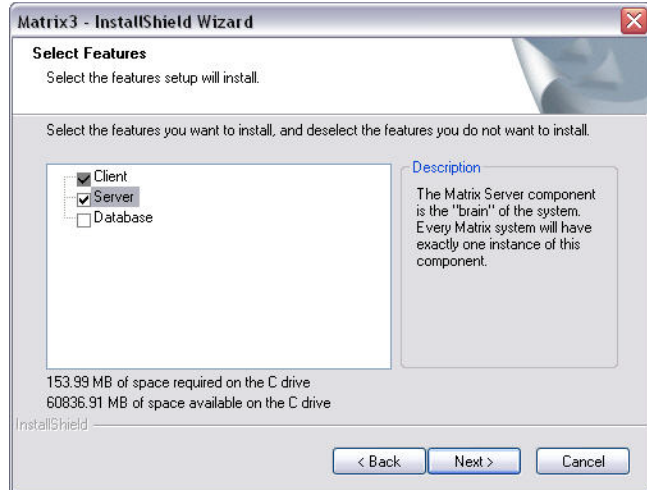 Matrix3 - InstallShield Wizard
Select Features
Select the features setup will install.
Select the features you want to install, and deselect the features you do not want to install.
Client
Server
Database
Description
The Matrix Server component
is the "brain" of the system.
Every Matrix system will have
exactly one instance of this
component.
153.99 MB of space required on the C drive
60836.91 MB of space available on the C drive
InstallShield
< Back
Next >
Cancel